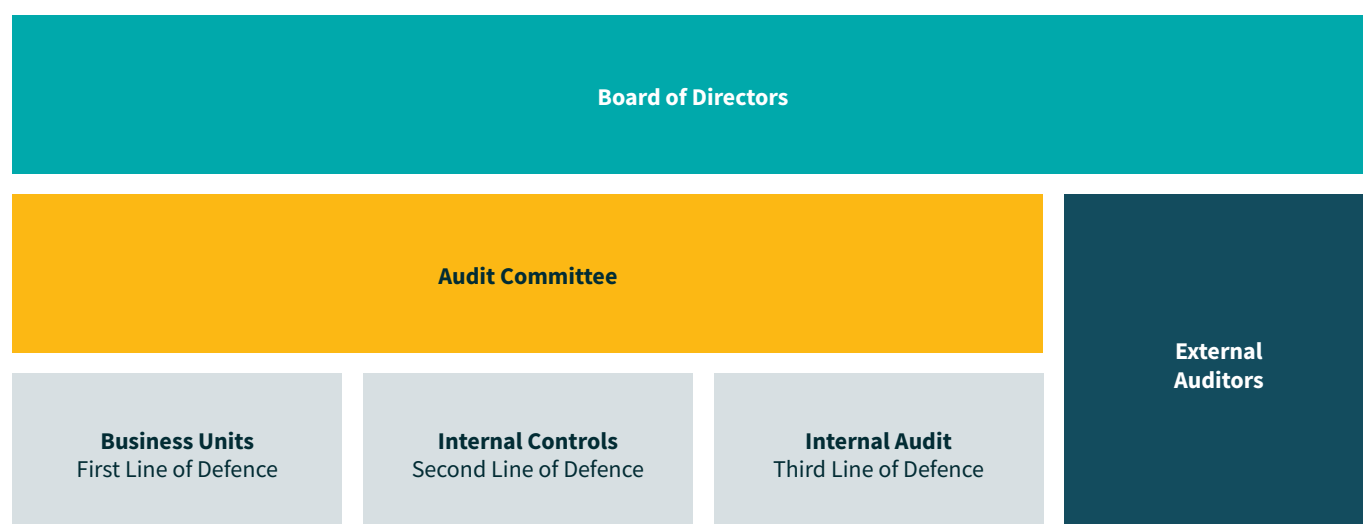 Board of Directors
Audit Committee
External
Auditors
Business Units
First Line of Defence
Internal Controls
Second Line of Defence
Internal Audit
Third Line of Defence